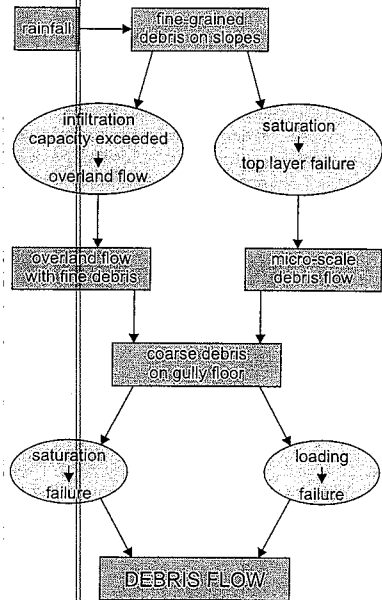 rainfall
fine-grained
debris on slopes
infiltration
capacity exceeded
overland flow
saturation
top layer failure
overland flow
with fine debris
micro-scale
debris flow
coarse debris
on gully floor
saturation
failure
loading
failure
DEBRIS FLOW